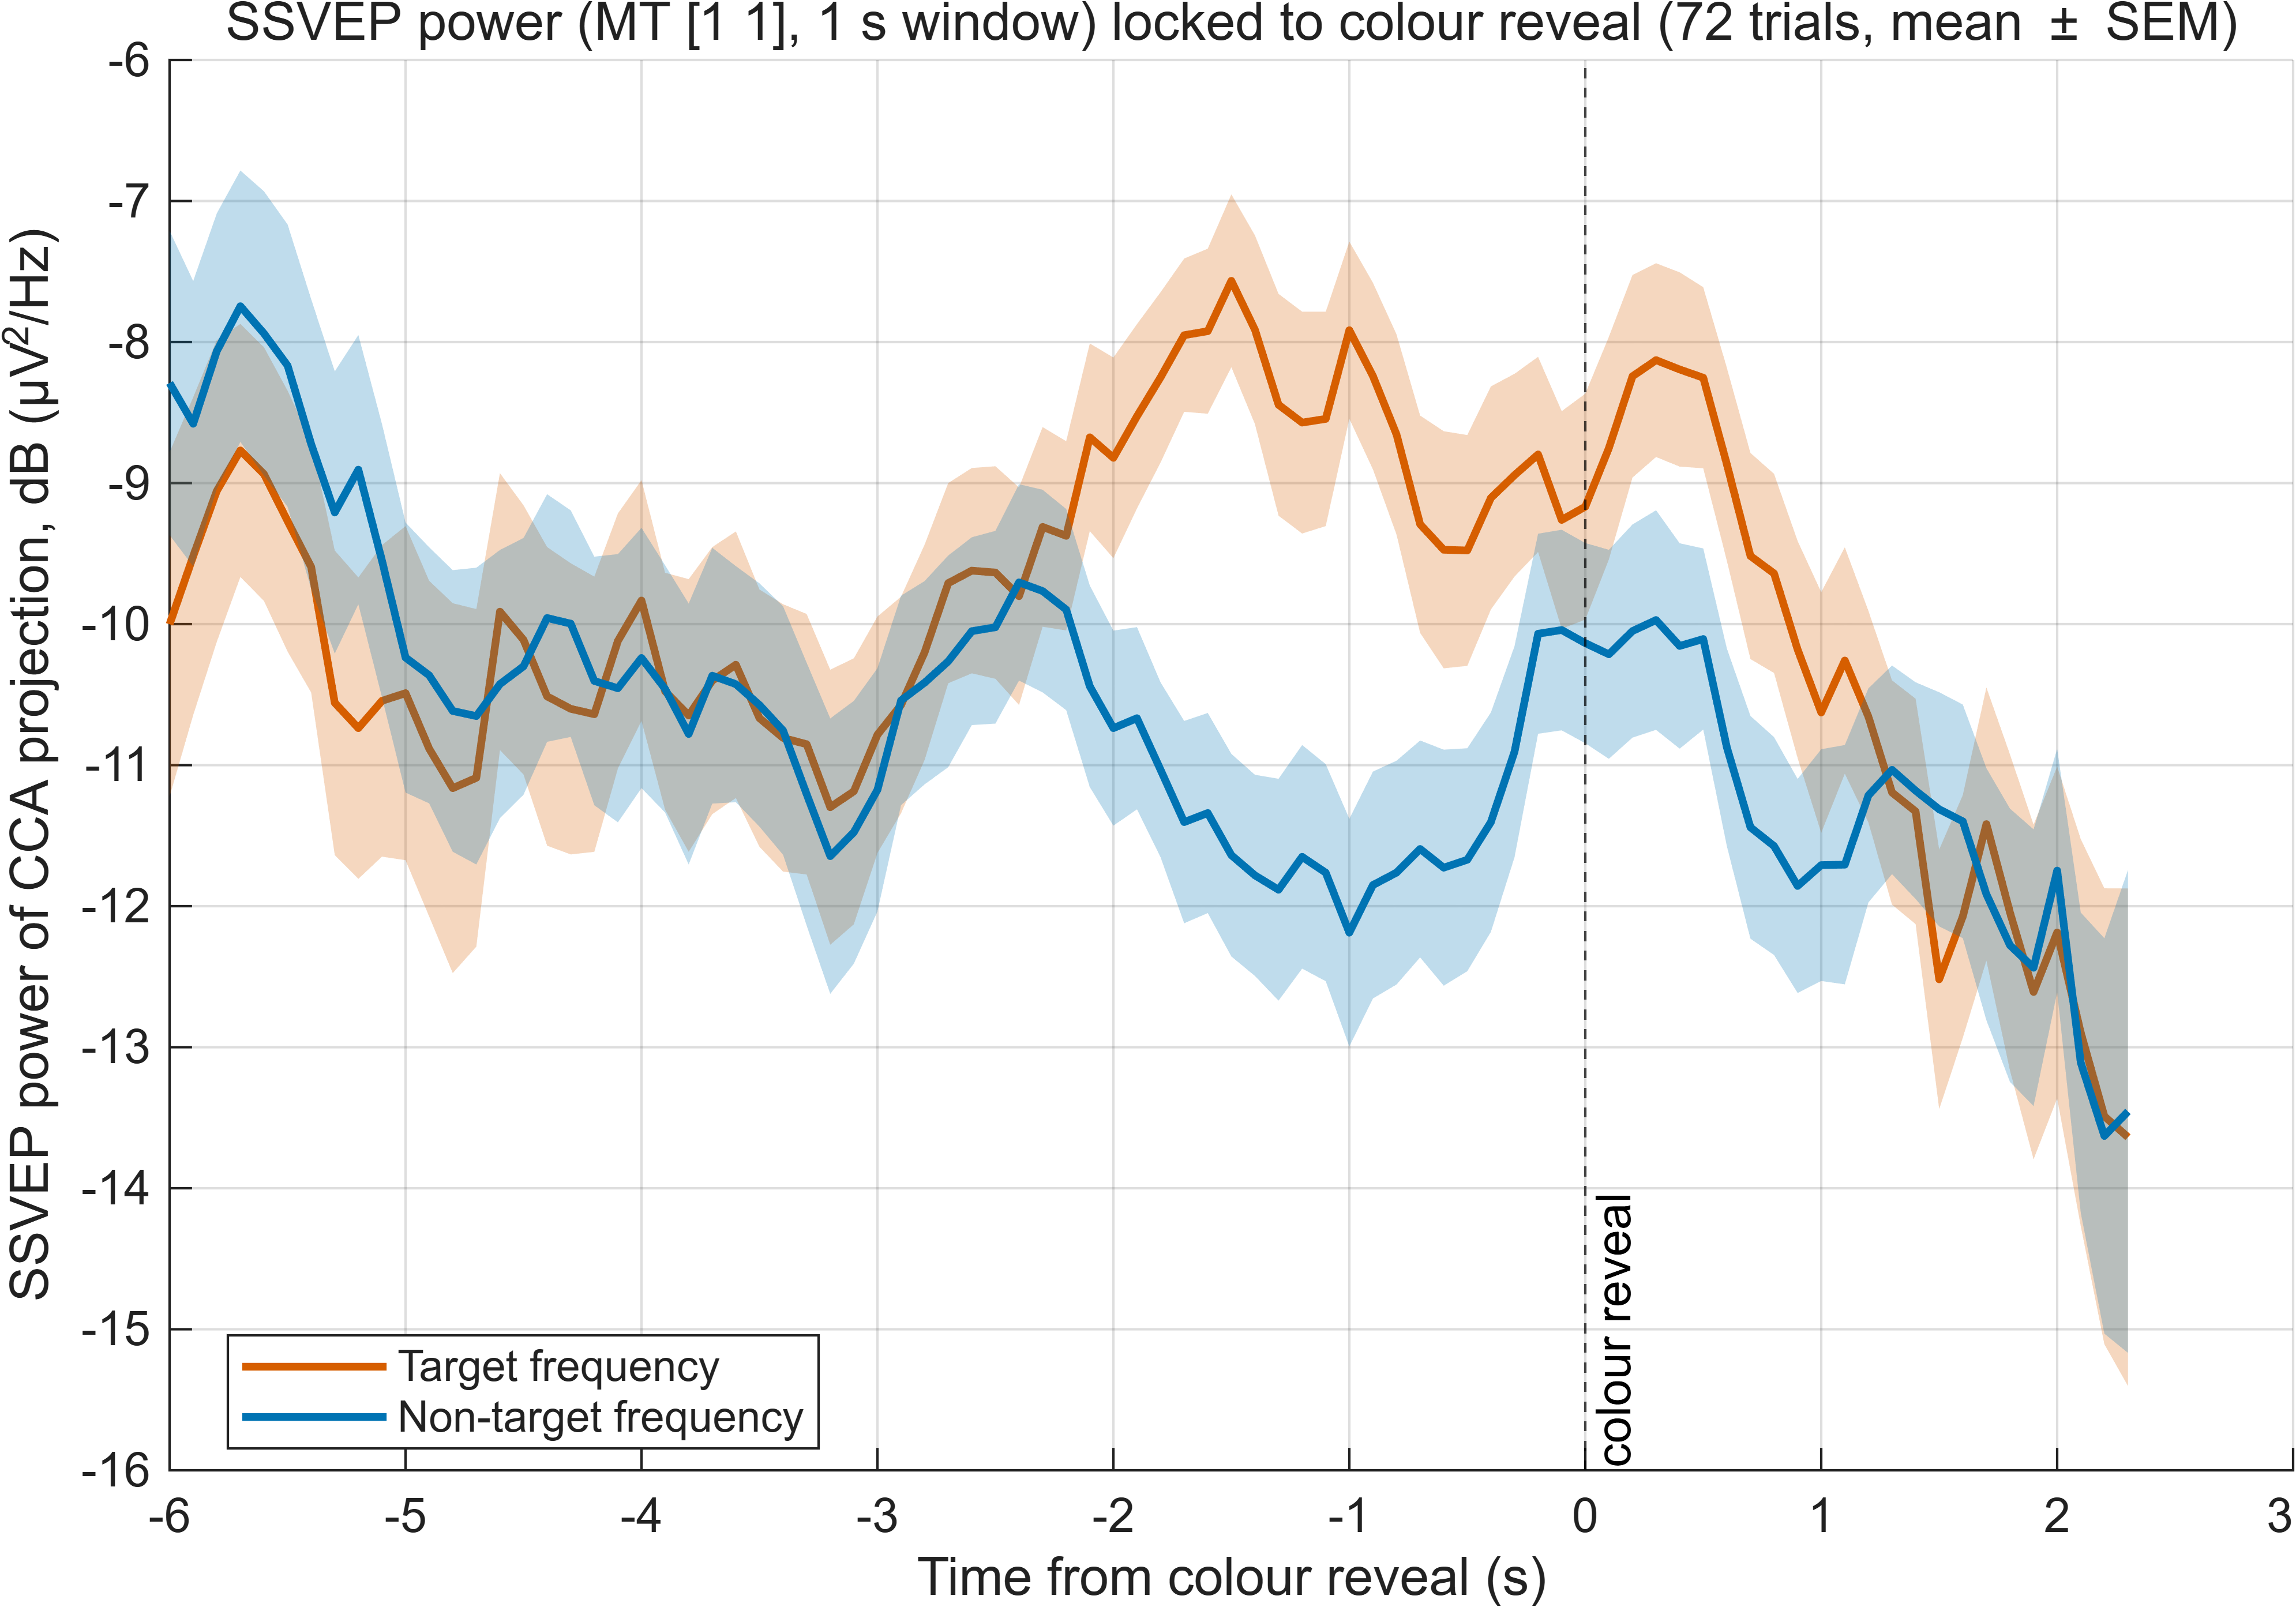 SSVEP power (MT [1 1], 1 s window) locked to colour reveal (72 trials, mean ± SEM)
SSVEP power of CCA projection, dB (µV²/Hz)
-6
-7
-8
-9
-10
-11
-12
-13
-14
-15
-16
colour reveal
Target frequency
Non-target frequency
-6 -5 -4 -3 -2 -1 0 1 2 3
Time from colour reveal (s)